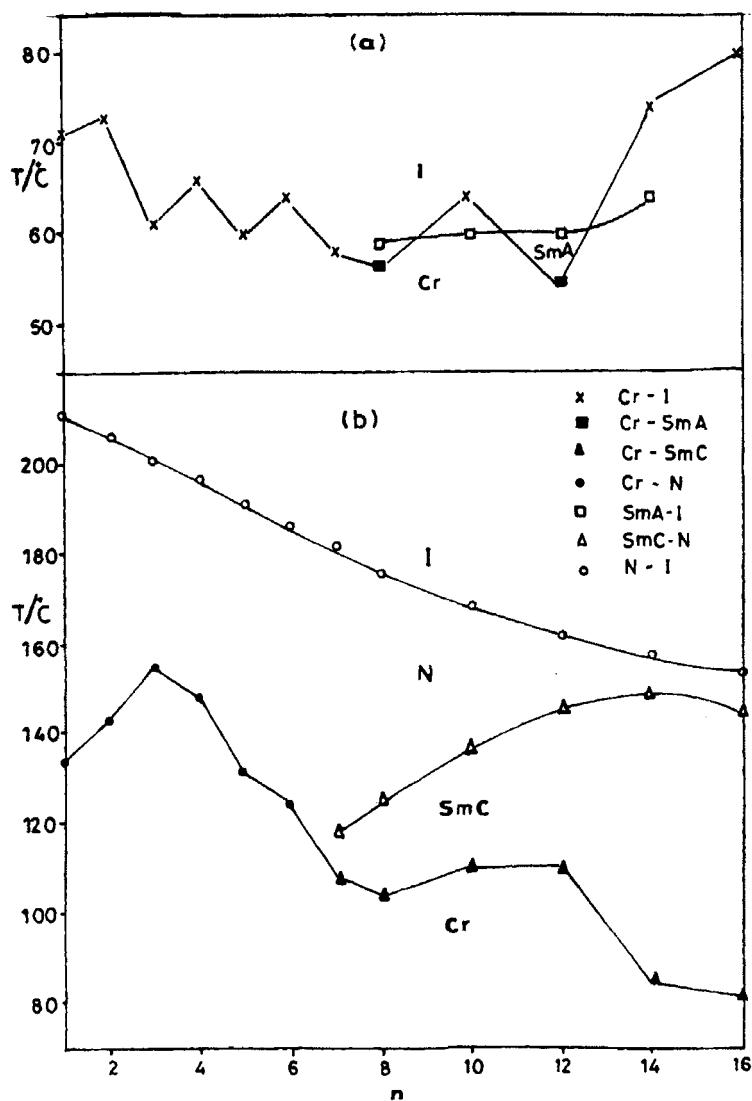 (a)
80
70
T/°C
I
60
SmA
Cr
50
(b)
x Cr - I
■ Cr - SmA
▲ Cr - SmC
● Cr - N
□ SmA - I
△ SmC - N
○ N - I
200
180
I
T/°C
160
N
140
120
SmC
100
Cr
80
2 4 6 8 10 12 14 16
n